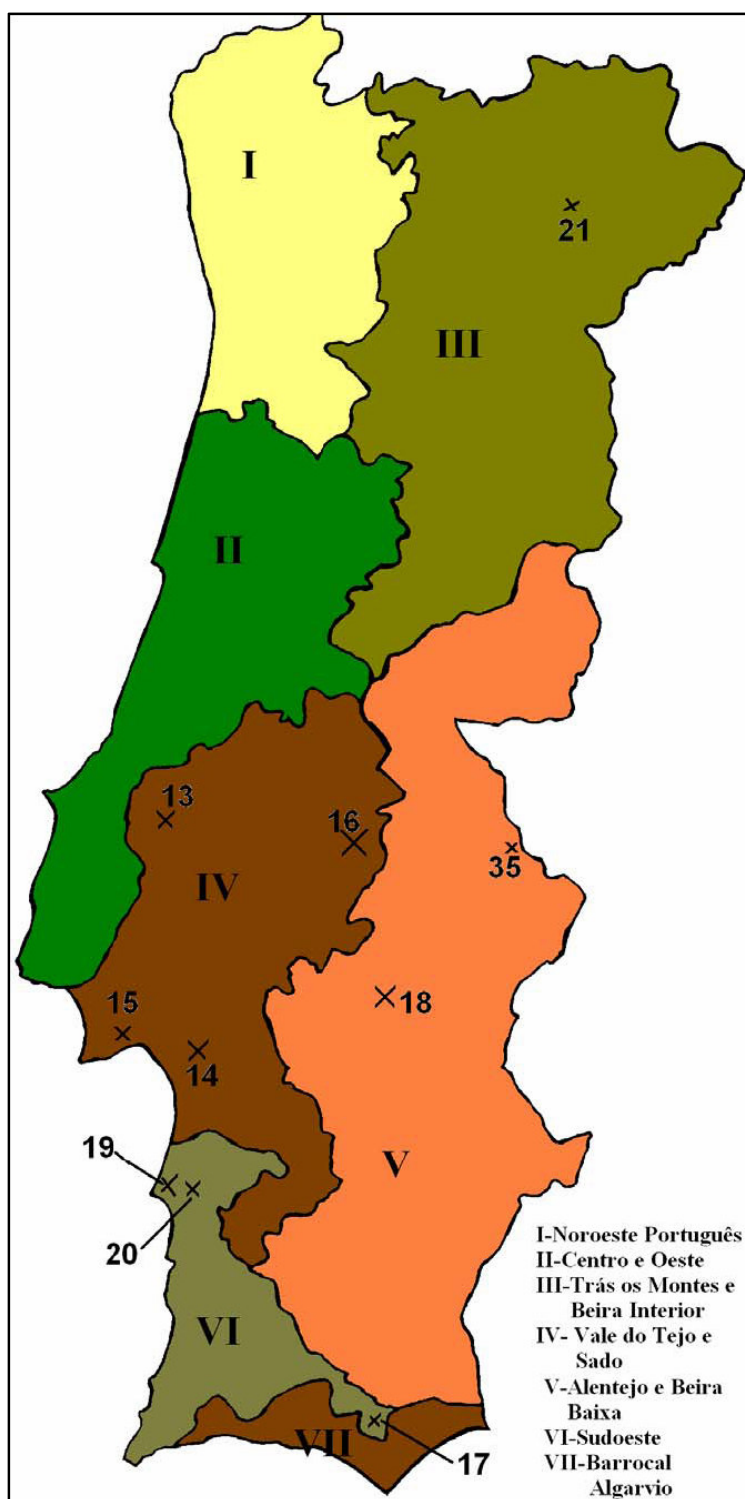 I
21
III
II
13
16
IV
35
15
18
14
19
V
20
I-Noroeste Português
II-Centro e Oeste
III-Trás os Montes e
Beira Interior
IV- Vale do Tejo e
Sado
V-Alentejo e Beira
Baixa
VI-Sudoeste
VII-Barrocal
Algarvio
VI
VII
17